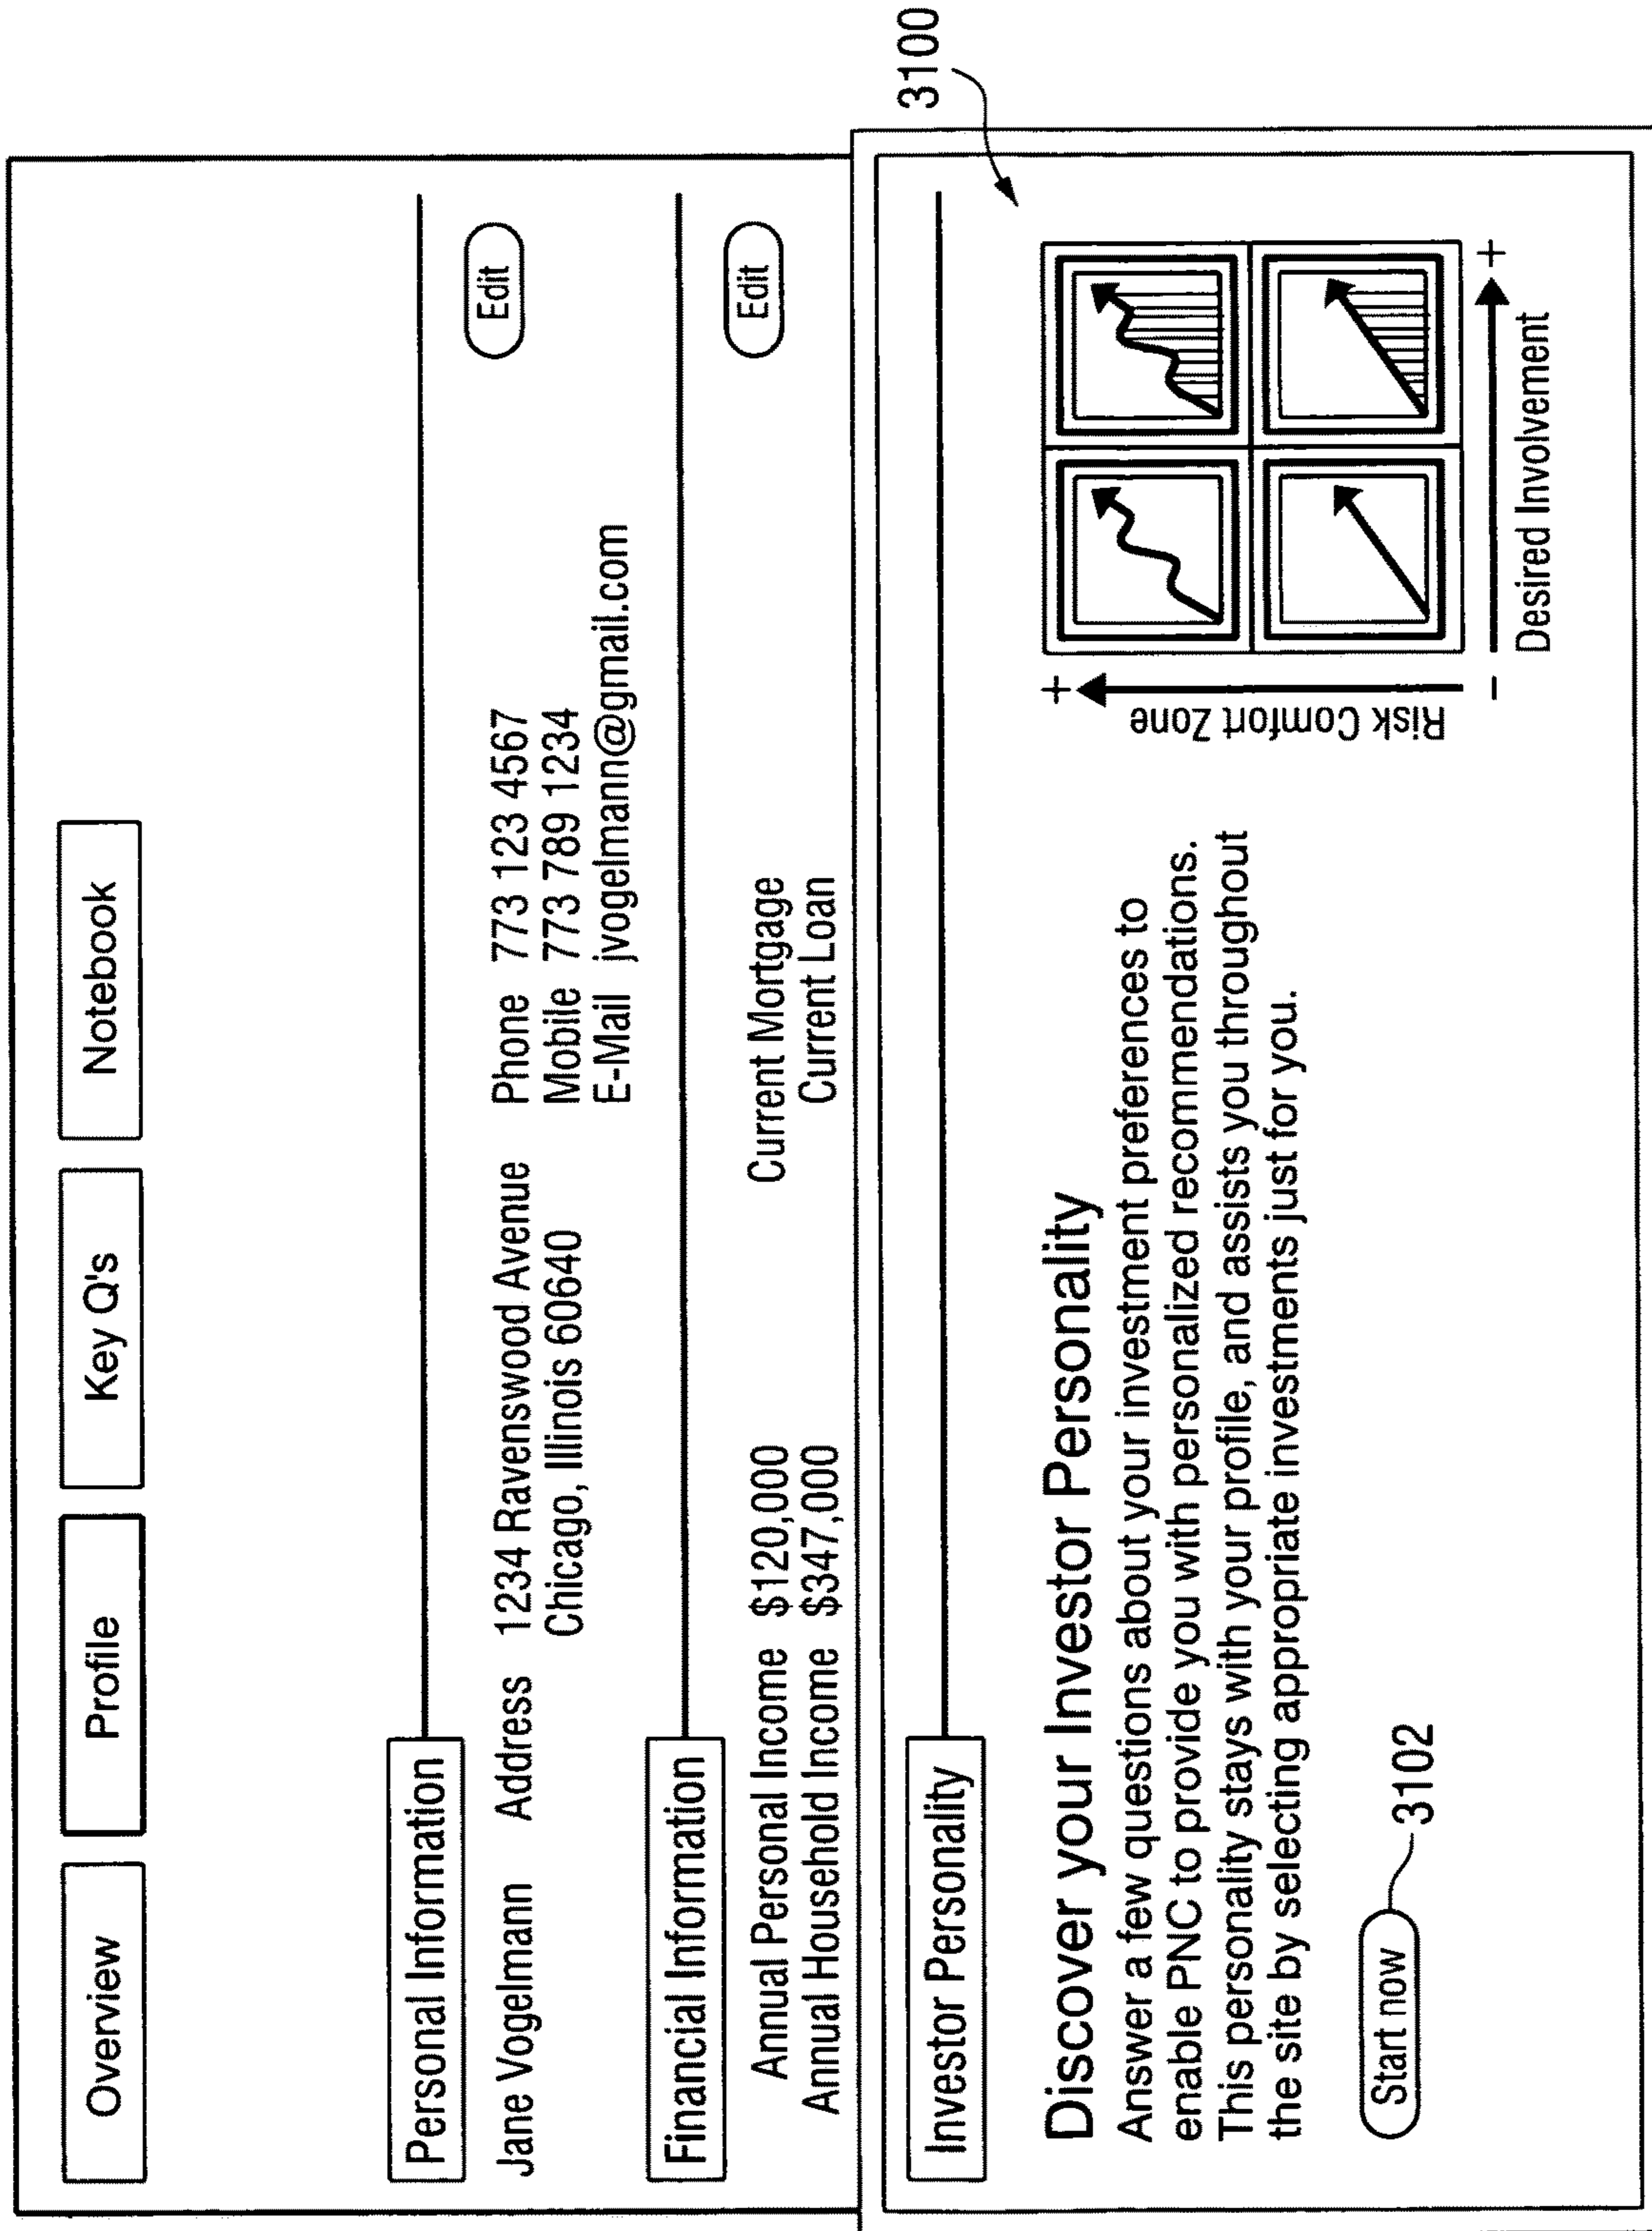 Overview
Profile
Key Q's
Notebook
Personal Information
Edit
Jane Vogelmann
Address 1234 Ravenswood Avenue
Chicago, Illinois 60640
Phone 773 123 4567
Mobile 773 789 1234
E-Mail jvogelmann@gmail.com
Financial Information
Edit
Annual Personal Income $120,000
Annual Household Income $347,000
Current Mortgage
Current Loan
3100
Investor Personality
Discover your Investor Personality
Answer a few questions about your investment preferences to
enable PNC to provide you with personalized recommendations.
This personality stays with your profile, and assists you throughout
the site by selecting appropriate investments just for you.
Start now
3102
+
Risk Comfort Zone
- +
Desired Involvement